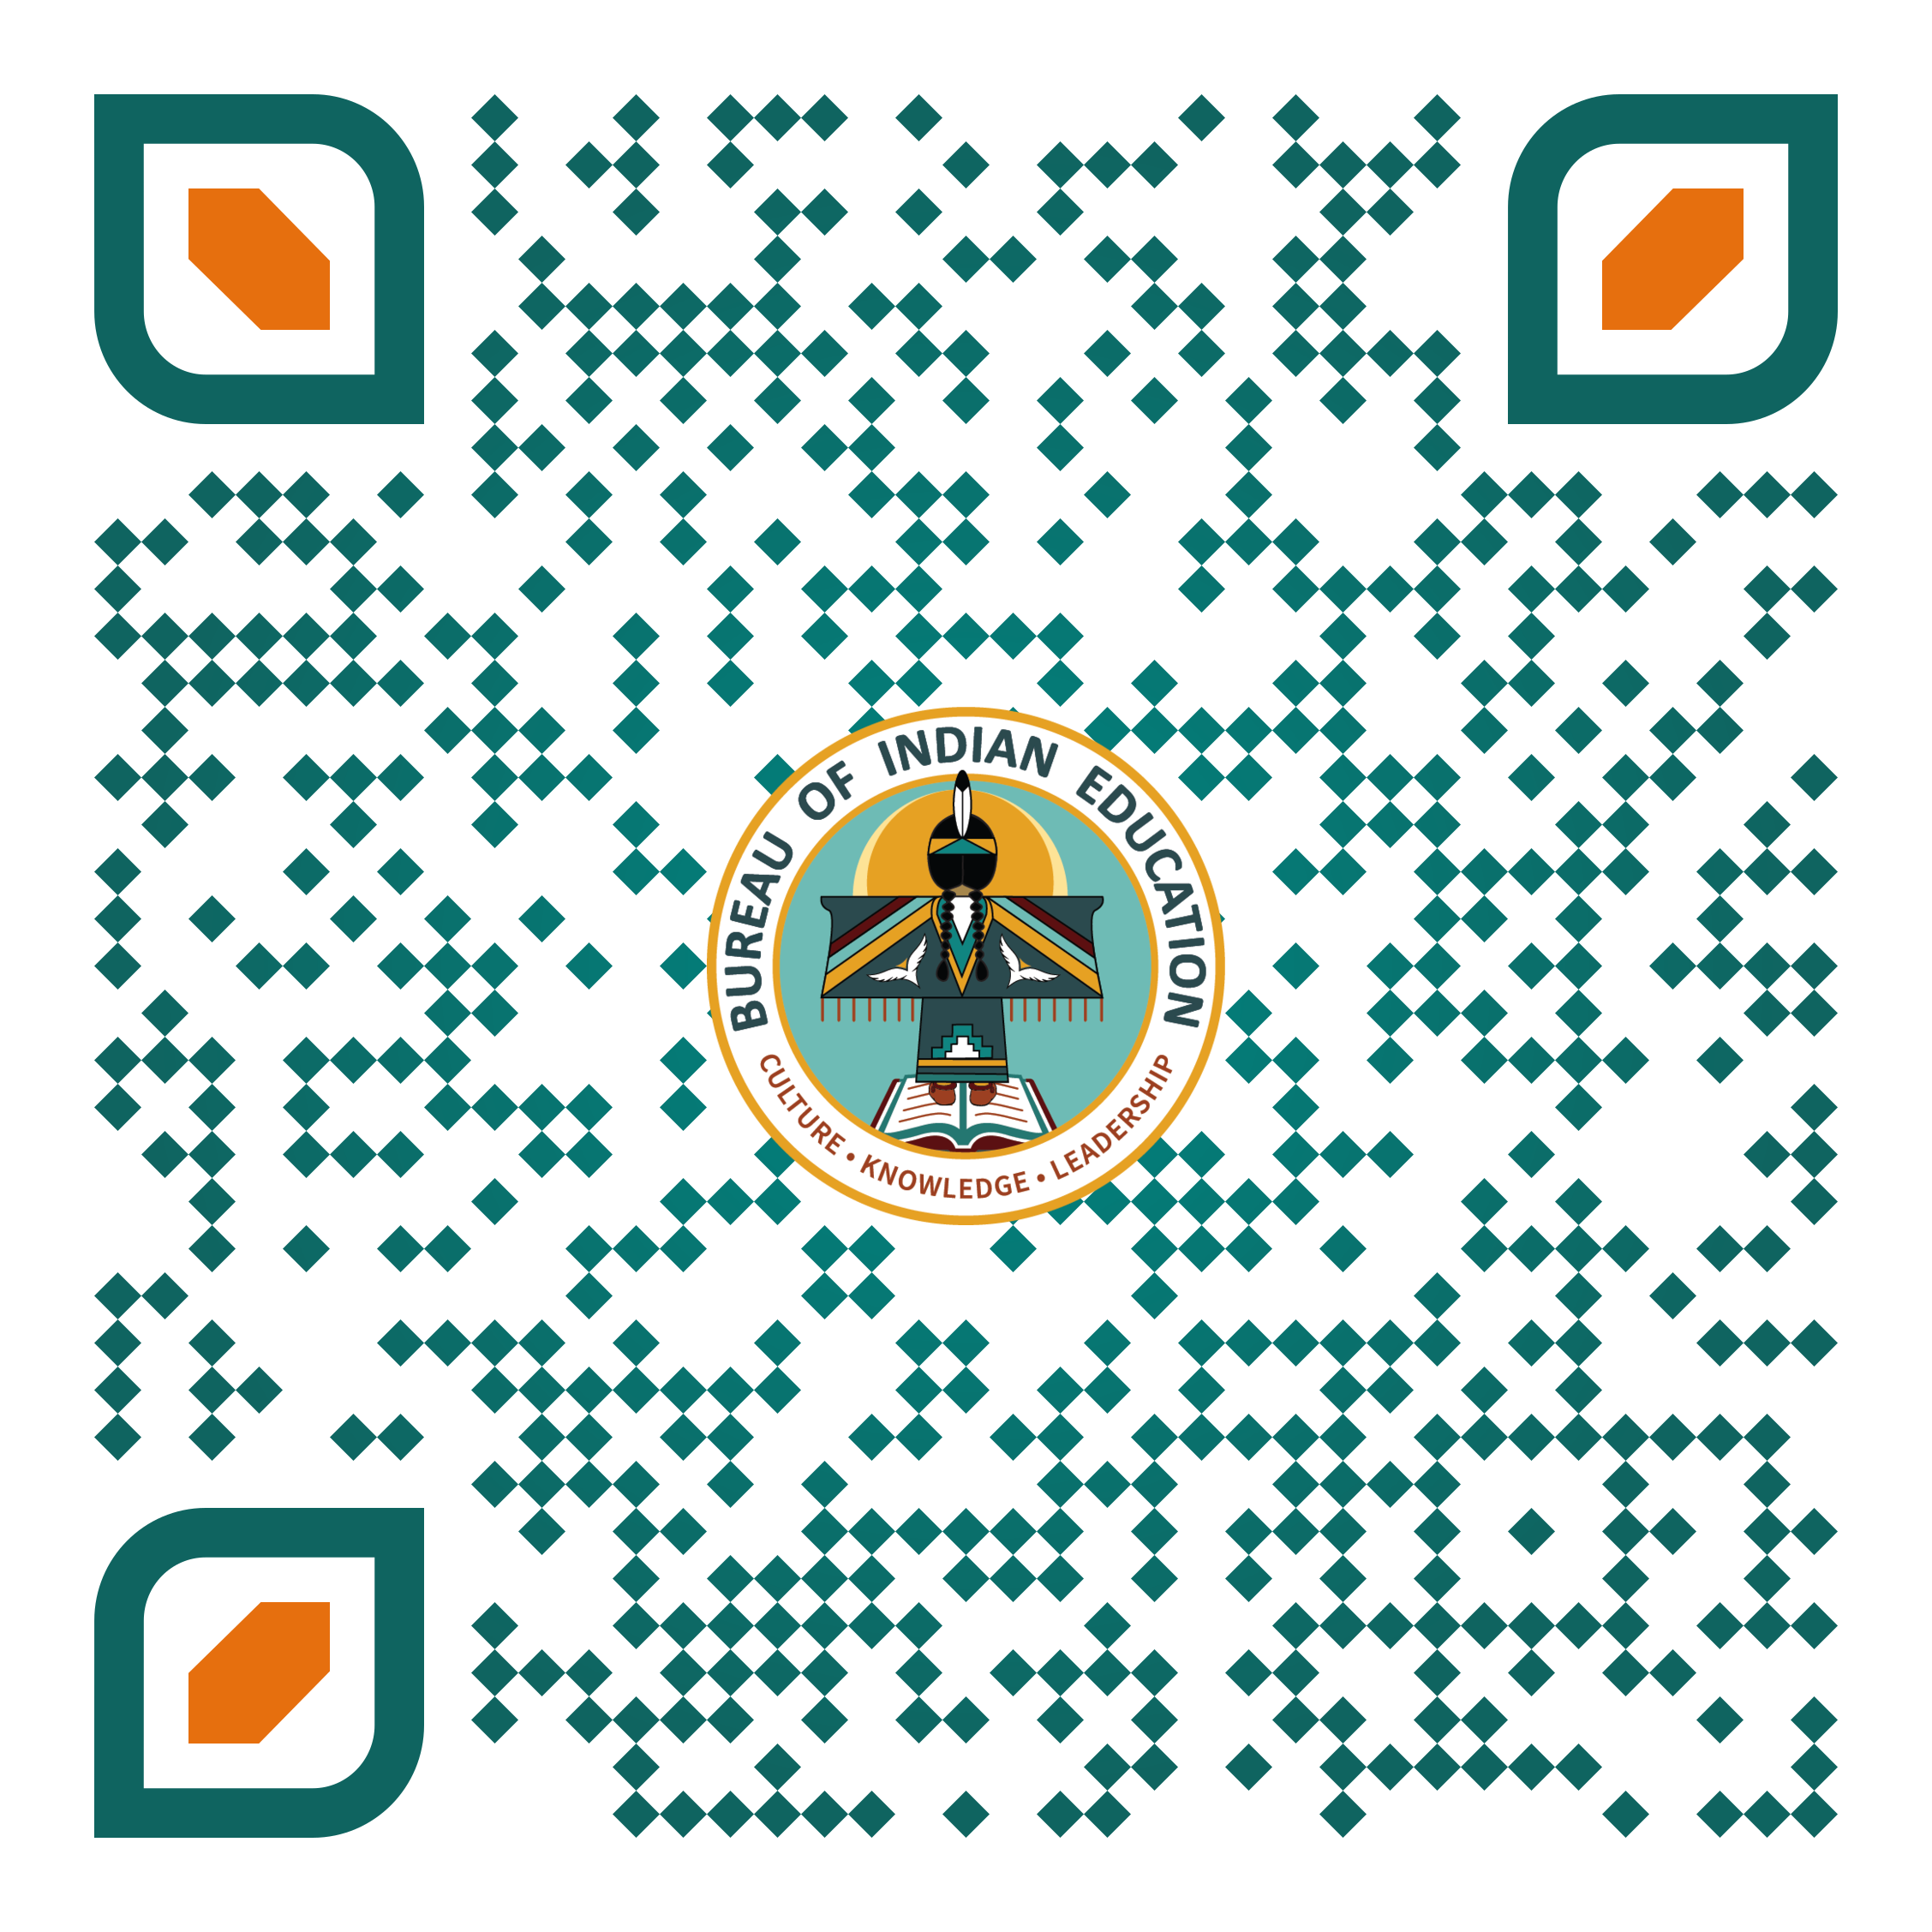 BUREAU OF INDIAN EDUCATION
CULTURE • KNOWLEDGE • LEADERSHIP